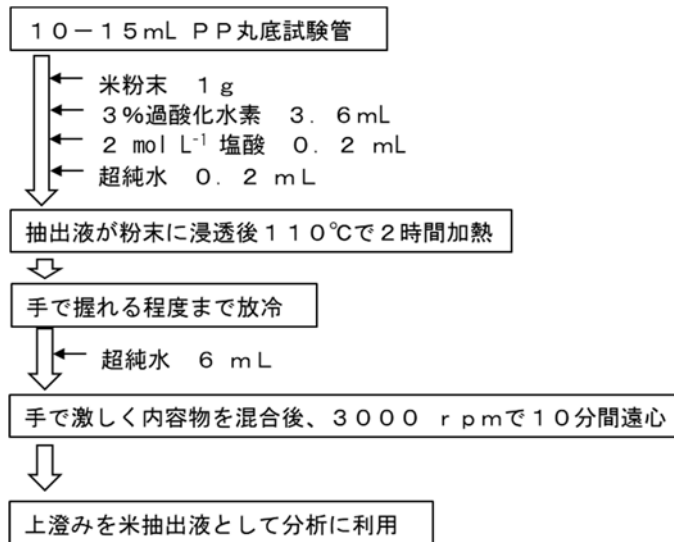 １０－１５ｍL ＰＰ丸底試験管
米粉末　１ｇ
３％過酸化水素　３．６ｍL
２ mol L⁻¹ 塩酸　０．２ mL
超純水　０．２ｍＬ
抽出液が粉末に浸透後１１０℃で２時間加熱
手で握れる程度まで放冷
超純水　６ ｍＬ
手で激しく内容物を混合後、３０００ ｒｐｍで１０分間遠心
上澄みを米抽出液として分析に利用